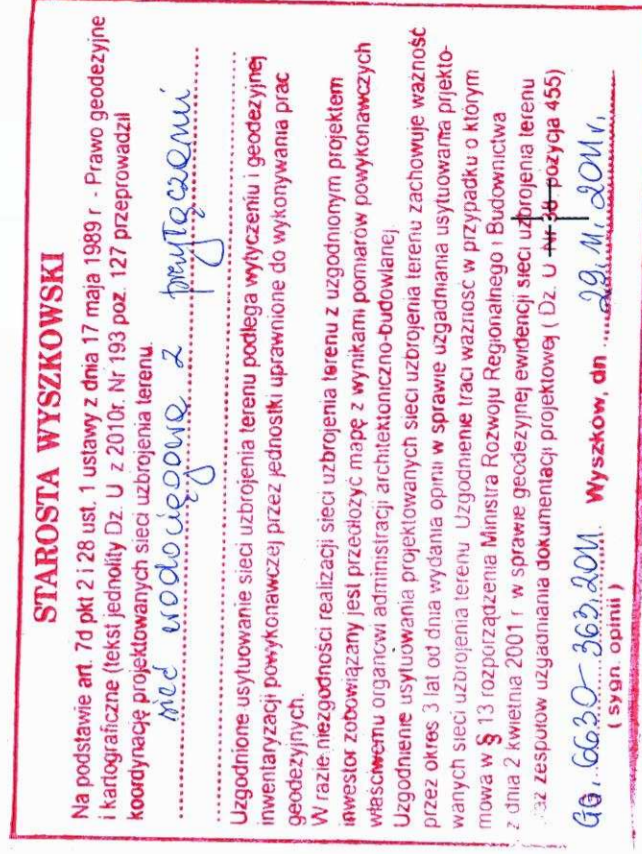 STAROSTA WYSZKOWSKI
Na podstawie art. 7d pkt 2 i 28 ust. 1 ustawy z dnia 17 maja 1989 r - Prawo geodezyjne
i kartograficzne (tekst jednolity Dz. U z 2010r. Nr 193 poz. 127 przeprowadził
koordynację projektowanych sieci uzbrojenia terenu.
sieć wodociągowa z przyłączami
Uzgodnione usytuowanie sieci uzbrojenia terenu podlega wytyczeniu i geodezyjnej
inwentaryzacji powykonawczej przez jednostki uprawnione do wykonywania prac
geodezyjnych.
W razie niezgodności realizacji sieci uzbrojenia terenu z uzgodnionym projektem
inwestor zobowiązany jest przedłożyć mapę z wynikami pomiarów powykonawczych
właściwemu organowi administracji architektoniczno-budowlanej
Uzgodnienie usytuowania projektowanych sieci uzbrojenia terenu zachowuje ważność
przez okres 3 lat od dnia wydania opinii w sprawie uzgadniania usytuowania prjekto-
wanych sieci uzbrojenia terenu Uzgodnienie traci ważność w przypadku o którym
mowa w § 13 rozporządzenia Ministra Rozwoju Regionalnego i Budownictwa
z dnia 2 kwietnia 2001 r w sprawie geodezyjnej ewidencji sieci uzbrojenia terenu
az zespołów uzgadniania dokumentacji projektowej ( Dz. U Nr 38 pozycja 455)
GG. 6630-363.2011 Wyszków, dn 29.11.2011r.
( sygn. opinii )